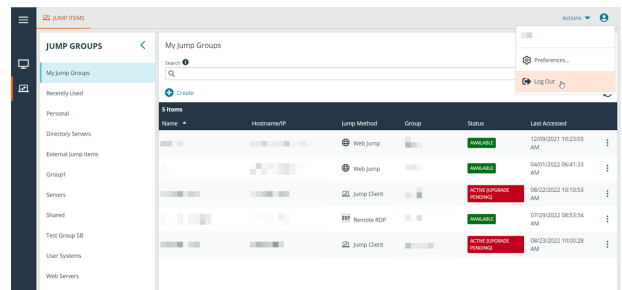 JUMP ITEMS
Actions
JUMP GROUPS
My Jump Groups
Recently Used
Personal
Directory Servers
External Jump Items
Group1
Servers
Shared
Test Group SB
User Systems
Web Servers
My Jump Groups
Search
Create
Preferences...
Log Out
5 Items
Name Hostname/IP Jump Method Group Status Last Accessed
Web Jump AVAILABLE 12/09/2021 10:23:03 AM
Web Jump AVAILABLE 04/01/2022 06:41:33 AM
Jump Client ACTIVE [UPGRADE PENDING] 08/22/2022 10:10:53 AM
RDP Remote RDP AVAILABLE 07/29/2022 08:53:54 AM
Jump Client ACTIVE [UPGRADE PENDING] 08/23/2022 10:00:28 AM